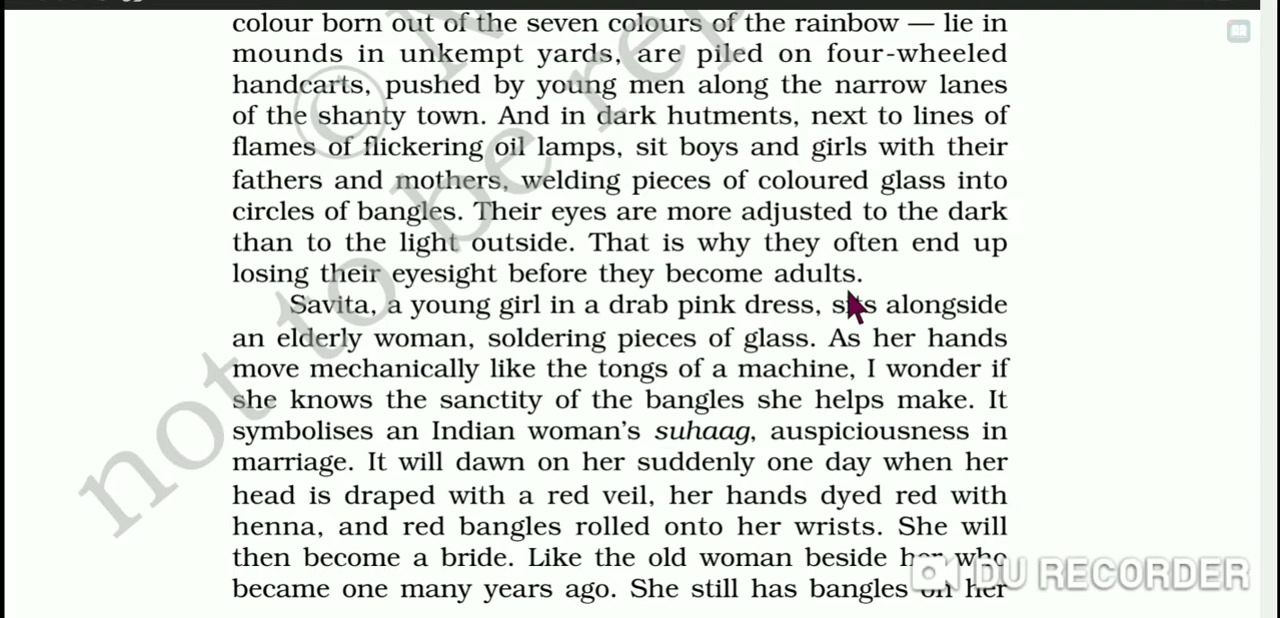 colour born out of the seven colours of the rainbow — lie in
mounds in unkempt yards, are piled on four-wheeled
handcarts, pushed by young men along the narrow lanes
of the shanty town. And in dark hutments, next to lines of
flames of flickering oil lamps, sit boys and girls with their
fathers and mothers, welding pieces of coloured glass into
circles of bangles. Their eyes are more adjusted to the dark
than to the light outside. That is why they often end up
losing their eyesight before they become adults.
Savita, a young girl in a drab pink dress, sits alongside
an elderly woman, soldering pieces of glass. As her hands
move mechanically like the tongs of a machine, I wonder if
she knows the sanctity of the bangles she helps make. It
symbolises an Indian woman's suhaag, auspiciousness in
marriage. It will dawn on her suddenly one day when her
head is draped with a red veil, her hands dyed red with
henna, and red bangles rolled onto her wrists. She will
then become a bride. Like the old woman beside her who
became one many years ago. She still has bangles on her
© N
not to be rep
DU RECORDER